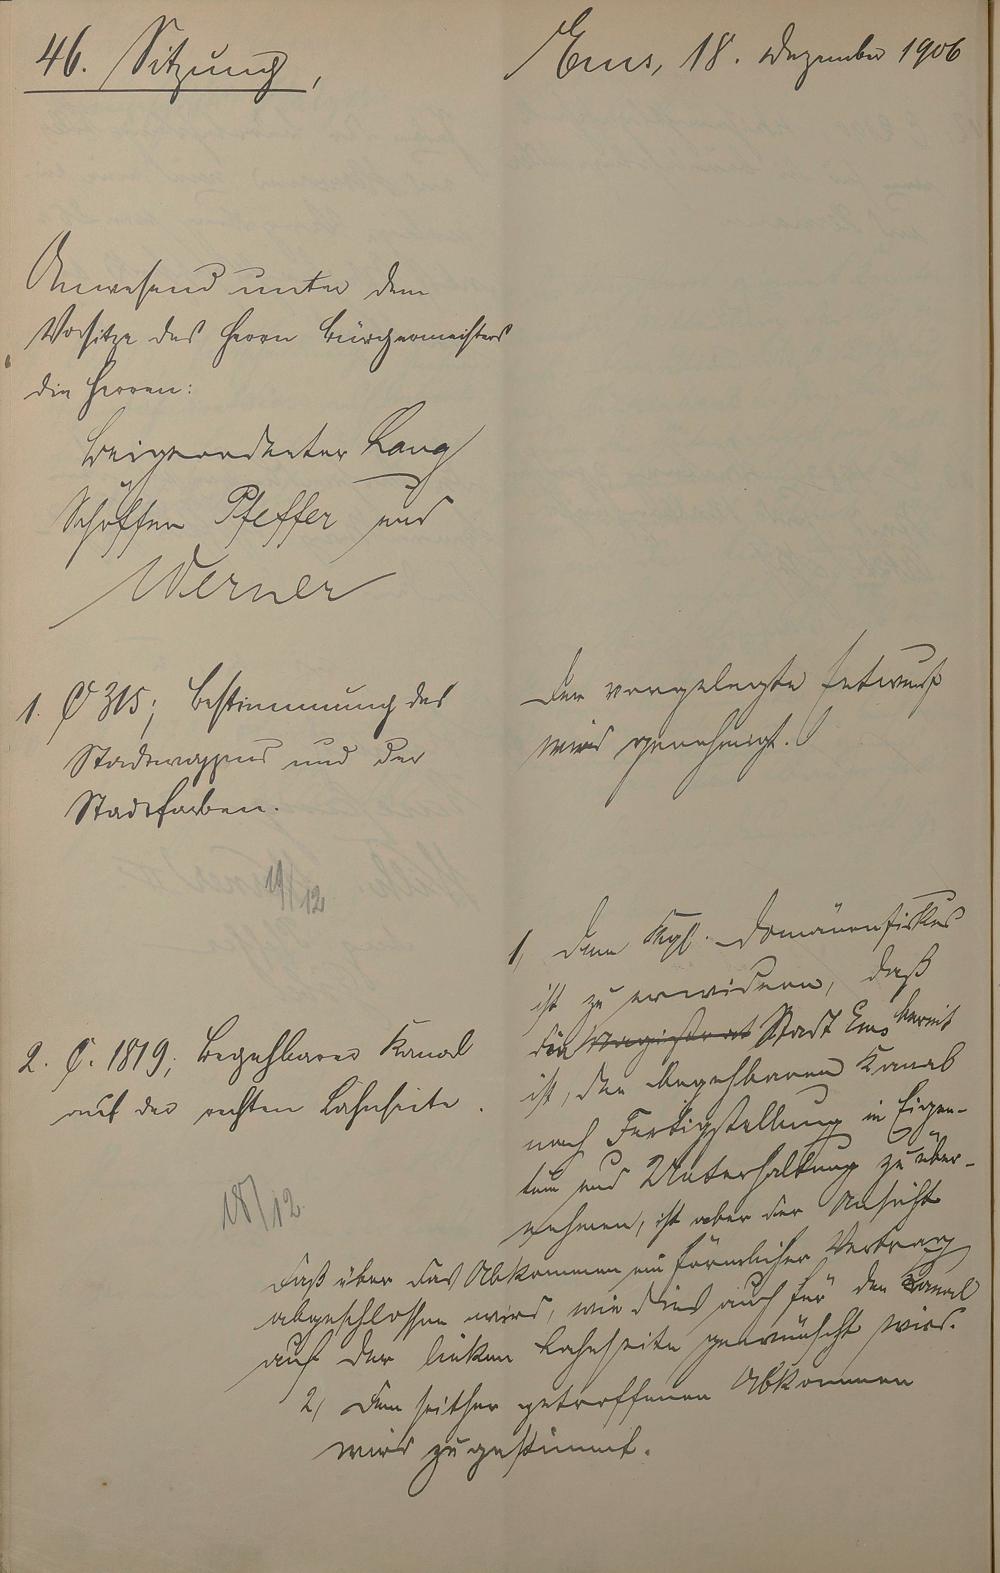 46. Sitzung,
Ems, 18. Dezember 1906
Anwesend unter dem
Vorsitze des Herrn Bürgermeisters
die Herren:
Beigeordneter Lang
Schöffen Pfeffer und
Werner
1. C 315; Bestimmung des
Stadtwappens und der
Stadtfarben.
19/12
Der vorgelegte Entwurf
wird genehmigt.
2. C. 1819; Begehbarer Kanal
auf der rechten Lahnseite.
18/12
1, Dem Kgl. Domänenfiskus
ist zu erwidern, daß
die Magistrat Stadt Ems bereit
ist, den begehbaren Kanal
nach Fertigstellung in Eigen-
tum und Unterhaltung zu über-
nehmen, ist aber der Ansicht
daß über das Abkommen ein förmlicher Vertrag
abgeschlossen wird, wie dies auch für den Kanal
auf der linken Lahnseite gewünscht wird.
2, Dem seither getroffenen Abkommen
wird zugestimmt.